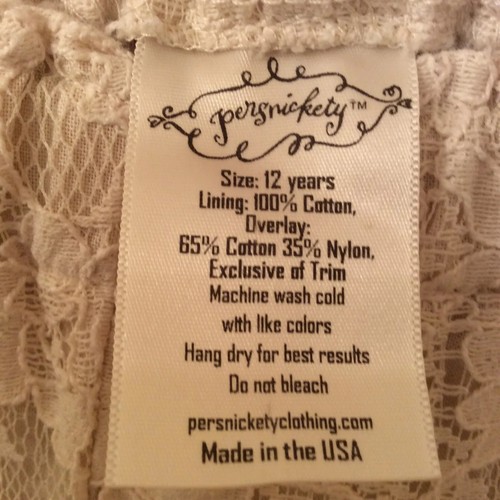 persnickety™
Size: 12 years
Lining: 100% Cotton,
Overlay:
65% Cotton 35% Nylon,
Exclusive of Trim
Machine wash cold
with like colors
Hang dry for best results
Do not bleach
persnicketyclothing.com
Made in the USA